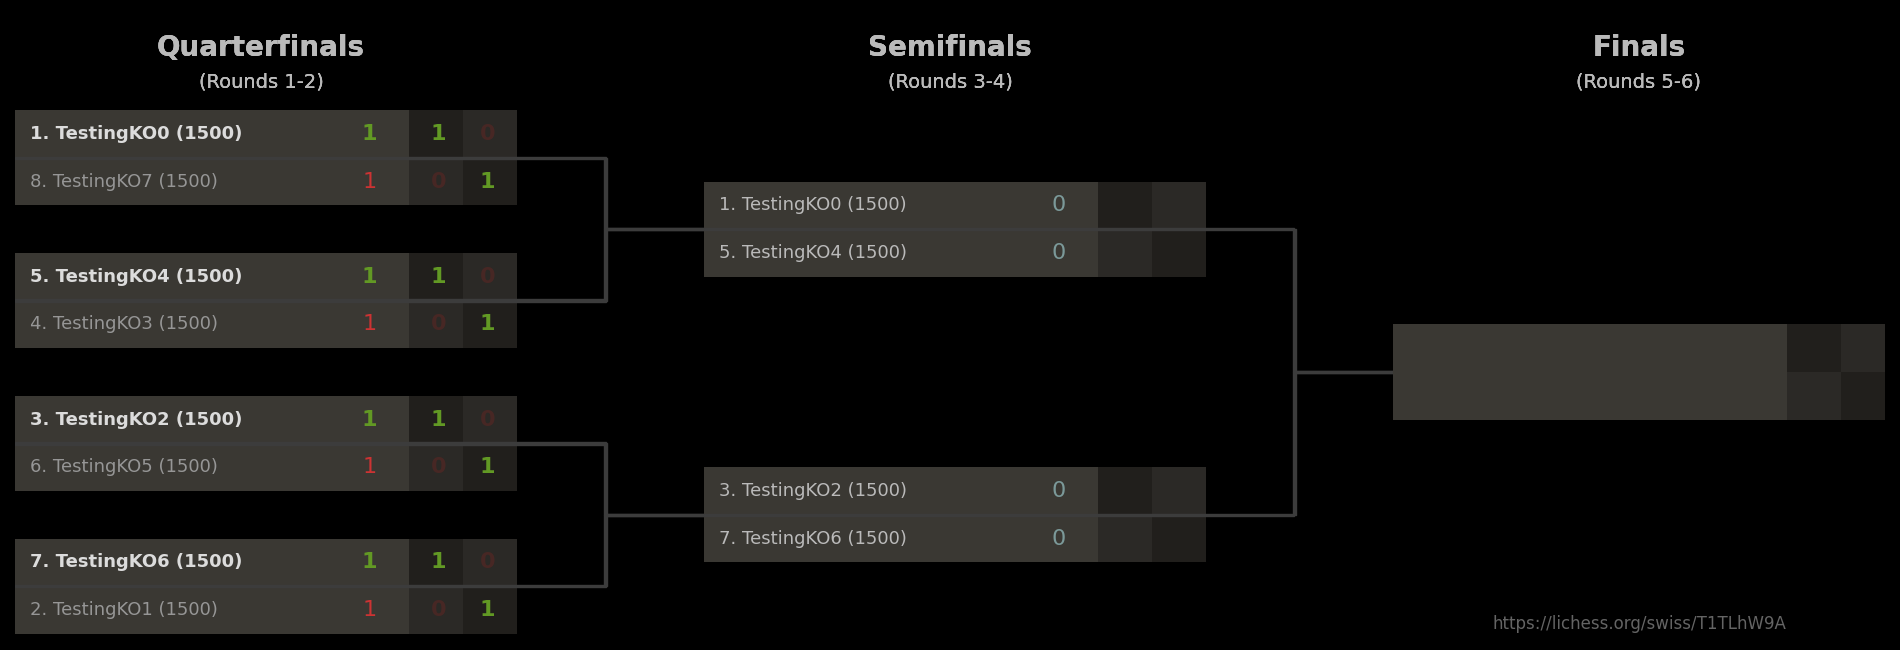 Quarterfinals
(Rounds 1-2)
1. TestingKO0 (1500) 1 1 0
8. TestingKO7 (1500) 1 0 1
5. TestingKO4 (1500) 1 1 0
4. TestingKO3 (1500) 1 0 1
3. TestingKO2 (1500) 1 1 0
6. TestingKO5 (1500) 1 0 1
7. TestingKO6 (1500) 1 1 0
2. TestingKO1 (1500) 1 0 1
Semifinals
(Rounds 3-4)
1. TestingKO0 (1500) 0
5. TestingKO4 (1500) 0
3. TestingKO2 (1500) 0
7. TestingKO6 (1500) 0
Finals
(Rounds 5-6)
https://lichess.org/swiss/T1TLhW9A